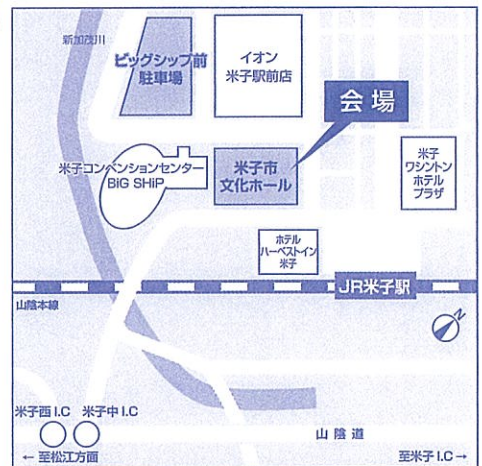 新加茂川
ビッグシップ前
駐車場
イオン
米子駅前店
会場
米子コンベンションセンター
BiG SHiP
米子市
文化ホール
米子
ワシントン
ホテル
プラザ
ホテル
ハーベストイン
米子
JR米子駅
山陰本線
N
米子西I.C
米子中I.C
山陰道
← 至松江方面
至米子I.C →